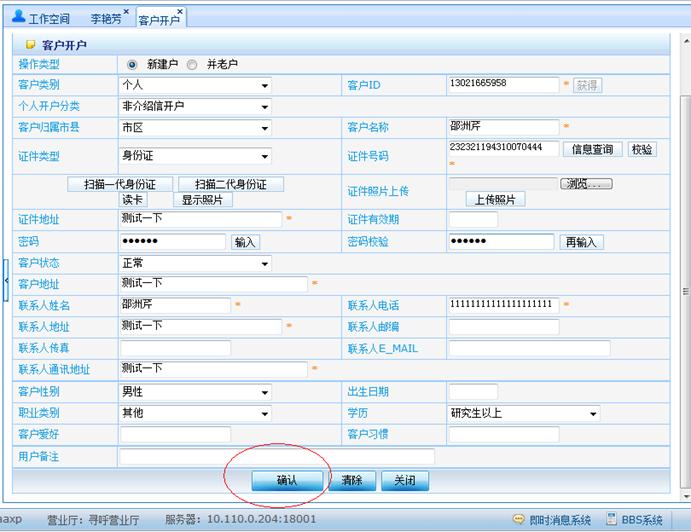 工作空间 李艳芳 客户开户
客户开户
操作类型 新建户 并老户
客户类别 个人 客户ID 13021665958 * 获得
个人开户分类 非介绍信开户
客户归属市县 市区 客户名称 邵洲芹 *
证件类型 身份证 证件号码 232321194310070444 信息查询 校验
*
扫描一代身份证 扫描二代身份证 证件照片上传 浏览...
读卡 显示照片 上传照片
证件地址 测试一下 * 证件有效期
密码 ●●●●●● 输入 密码校验 ●●●●●● 再输入
客户状态 正常
客户地址 测试一下 *
联系人姓名 邵洲芹 * 联系人电话 1111111111111111111 *
联系人地址 测试一下 * 联系人邮编
联系人传真 联系人E_MAIL
联系人通讯地址 测试一下 *
客户性别 男性 出生日期
职业类别 其他 学历 研究生以上
客户爱好 客户习惯
用户备注
确认 清除 关闭
aaxp 营业厅: 寻呼营业厅 服务器: 10.110.0.204:18001 即时消息系统 BBS系统